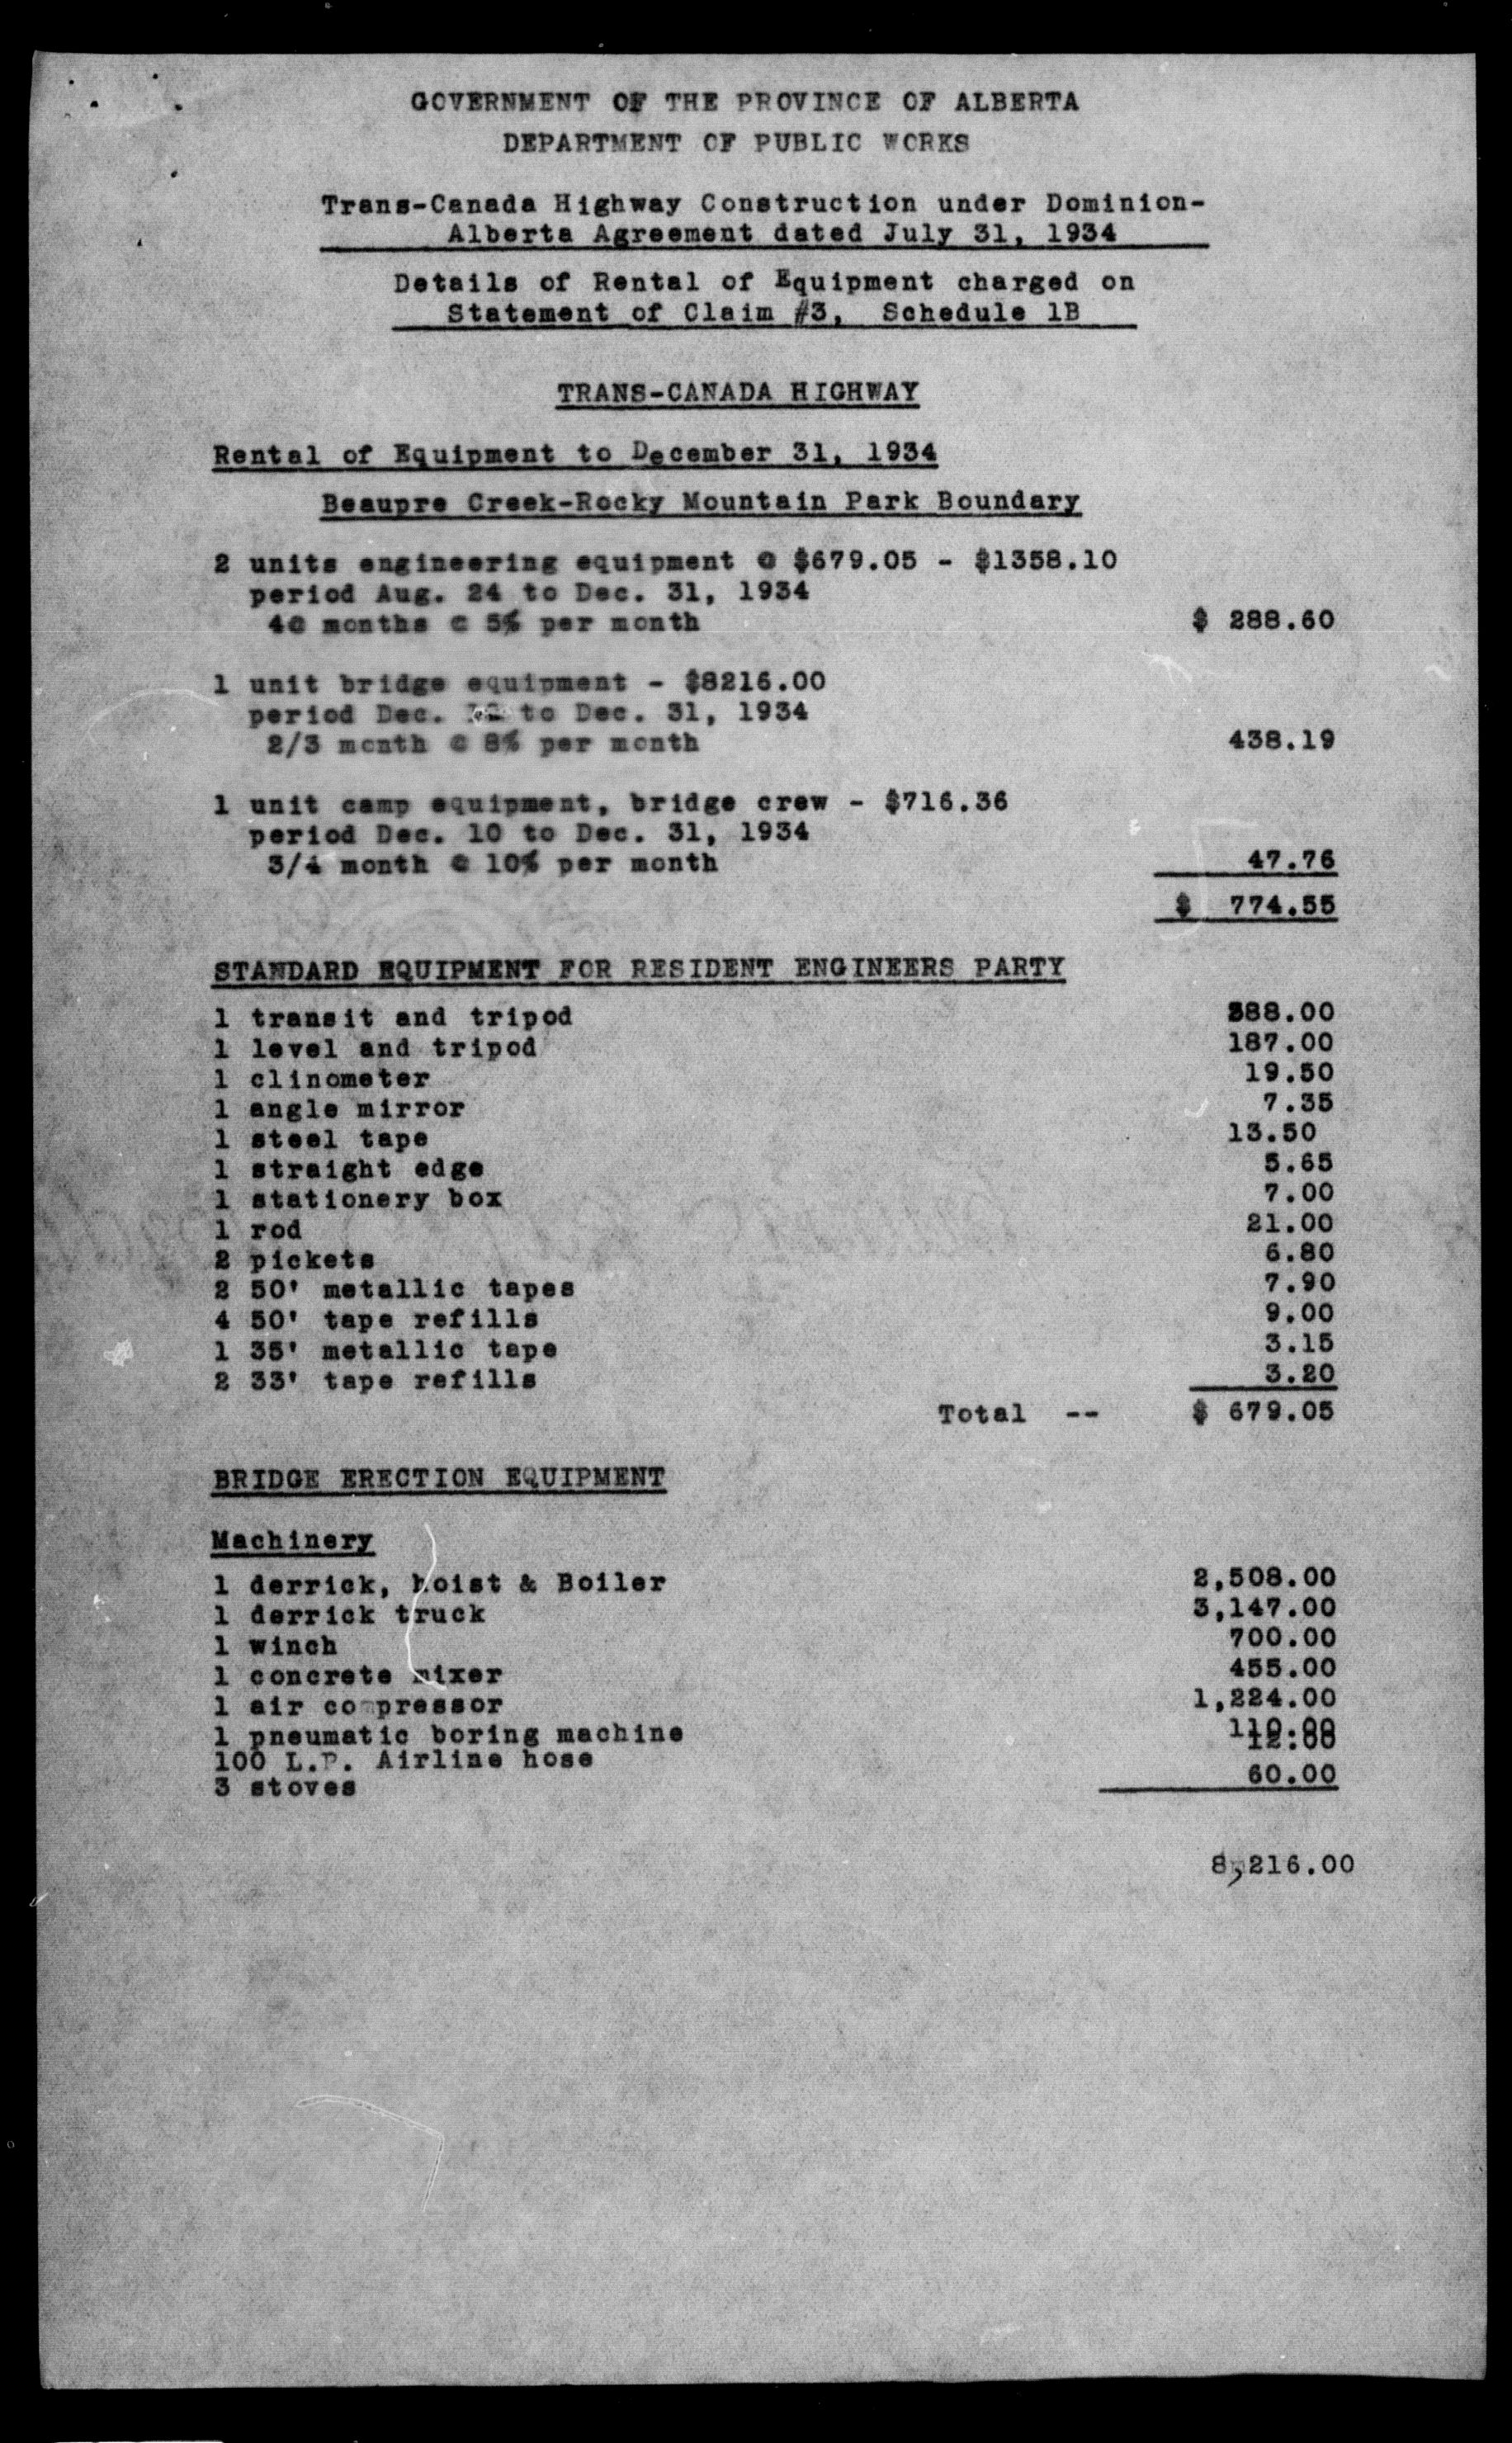 GOVERNMENT OF THE PROVINCE OF ALBERTA
DEPARTMENT OF PUBLIC WORKS
Trans-Canada Highway Construction under Dominion-
Alberta Agreement dated July 31, 1934
Details of Rental of Equipment charged on
Statement of Claim #3, Schedule 1B
TRANS-CANADA HIGHWAY
Rental of Equipment to December 31, 1934
Beaupre Creek-Rocky Mountain Park Boundary
2 units engineering equipment @ $679.05 - $1358.10
period Aug. 24 to Dec. 31, 1934
months @ 5% per month $ 288.60
1 unit bridge equipment - $8216.00
period Dec. to Dec. 31, 1934
2/3 month @ 8% per month 438.19
1 unit camp equipment, bridge crew - $716.36
period Dec. 10 to Dec. 31, 1934
3/4 month @ 10% per month 47.76
$ 774.55
STANDARD EQUIPMENT FOR RESIDENT ENGINEERS PARTY
1 transit and tripod 388.00
1 level and tripod 187.00
1 clinometer 19.50
1 angle mirror 7.35
1 steel tape 13.50
1 straight edge 5.65
1 stationery box 7.00
1 rod 21.00
2 pickets 6.80
2 50' metallic tapes 7.90
4 50' tape refills 9.00
1 35' metallic tape 3.15
2 33' tape refills 3.20
Total -- $ 679.05
BRIDGE ERECTION EQUIPMENT
Machinery
1 derrick, hoist & Boiler 2,508.00
1 derrick truck 3,147.00
1 winch 700.00
1 concrete mixer 455.00
1 air compressor 1,224.00
1 pneumatic boring machine 110.00
100 L.F. Airline hose 12.00
3 stoves 60.00
8,216.00